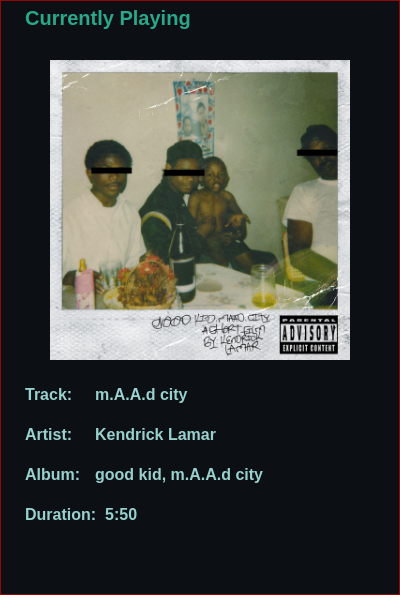 Currently Playing
good kid, m.A.A.d city
a short film
by Kendrick
Lamar
PARENTAL
ADVISORY
EXPLICIT CONTENT
Track: m.A.A.d city
Artist: Kendrick Lamar
Album: good kid, m.A.A.d city
Duration: 5:50